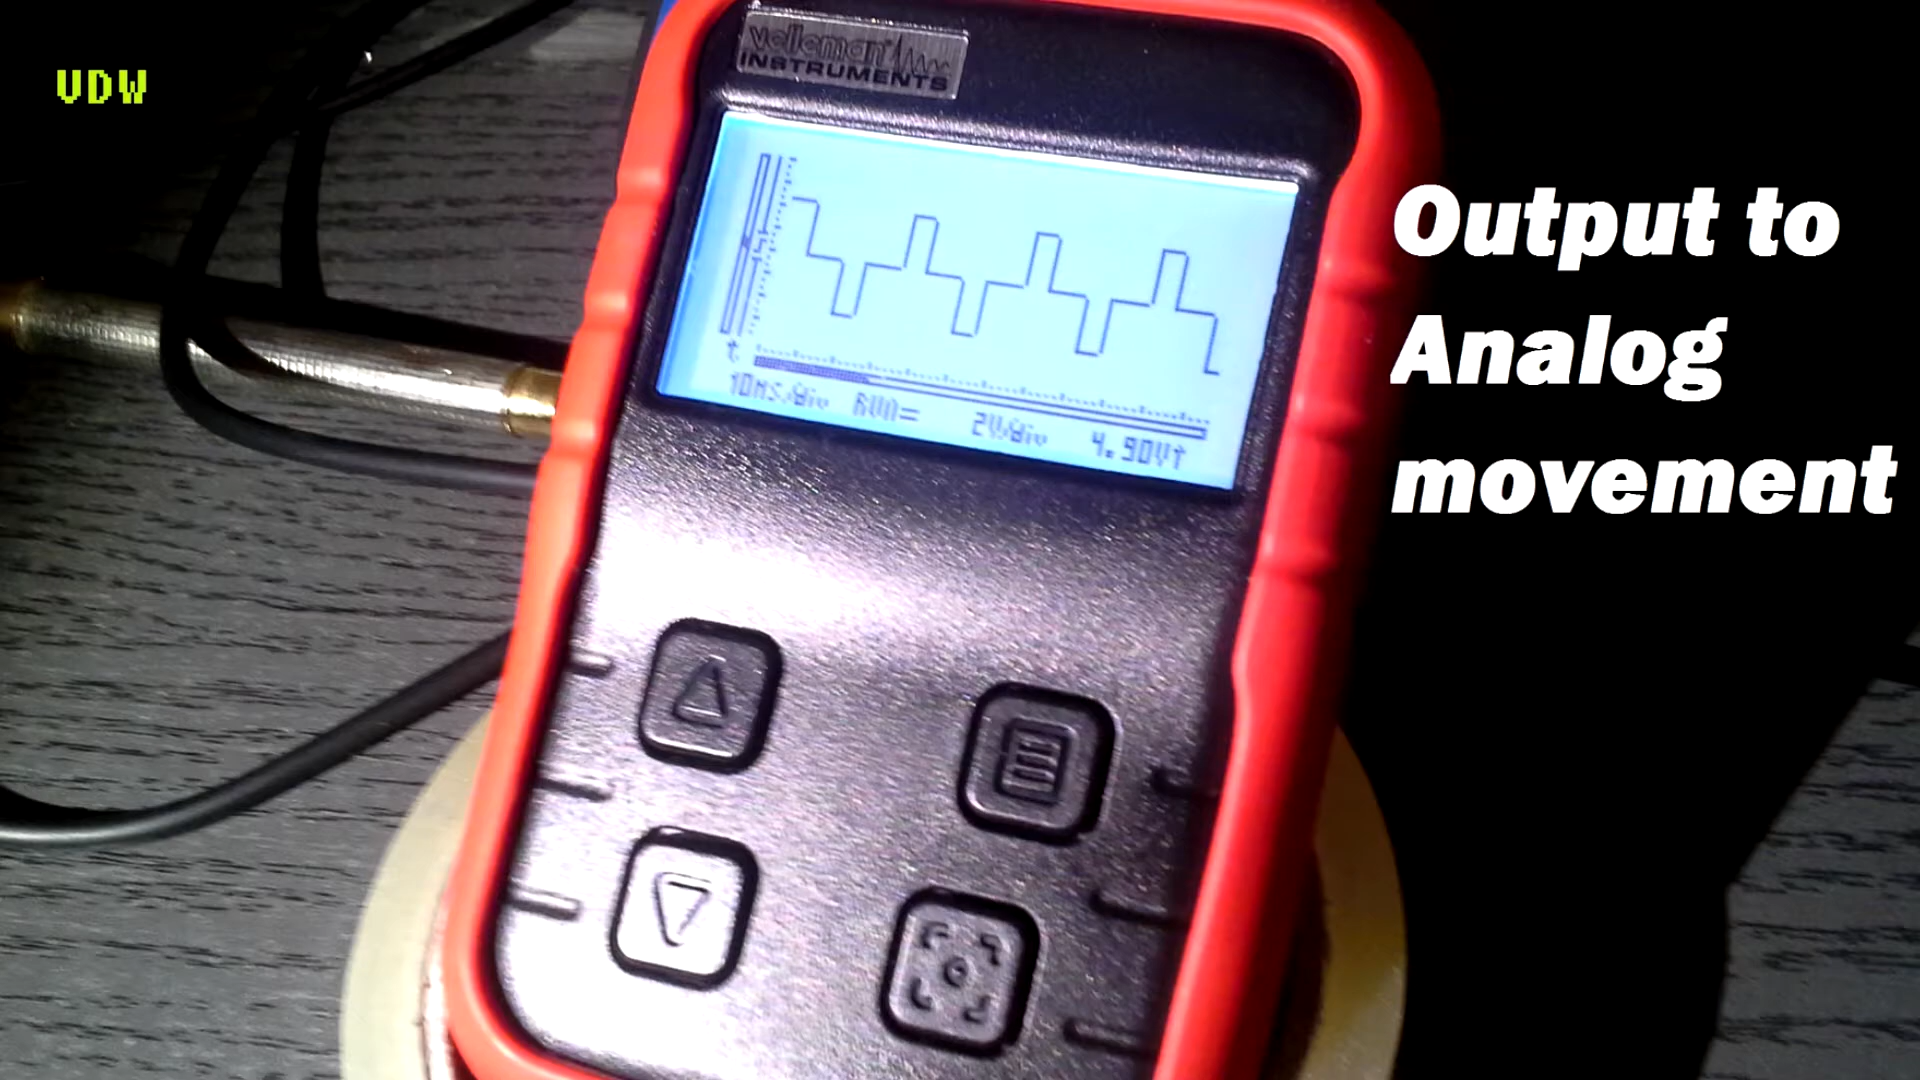 VDW
velleman®
INSTRUMENTS
Output to
Analog
movement
t
10ms/div RUN= 2V/div 4.90V↑